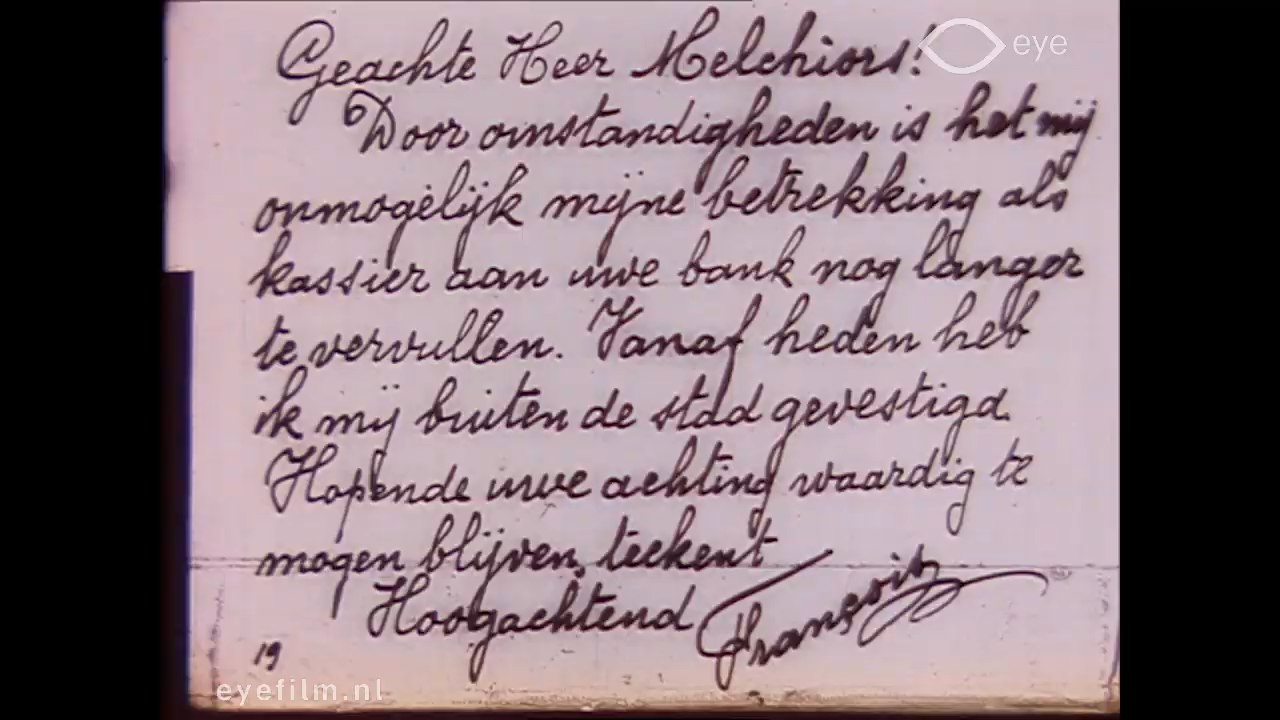 Geachte Heer Melchiors!
eye
Door omstandigheden is het mij
onmogelijk mijne betrekking als
kassier aan uwe bank nog langer
te vervullen. Vanaf heden heb
ik mij buiten de stad gevestigd.
Hopende uwe achting waardig te
mogen blijven, teekent
Hoogachtend
19
eyefilm.nl